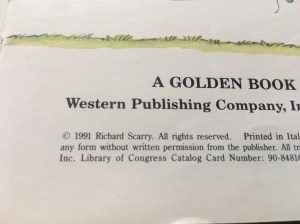 A GOLDEN BOOK
Western Publishing Company, In
© 1991 Richard Scarry. All rights reserved. Printed in Ital
any form without written permission from the publisher. All tr
Inc. Library of Congress Catalog Card Number: 90-8481